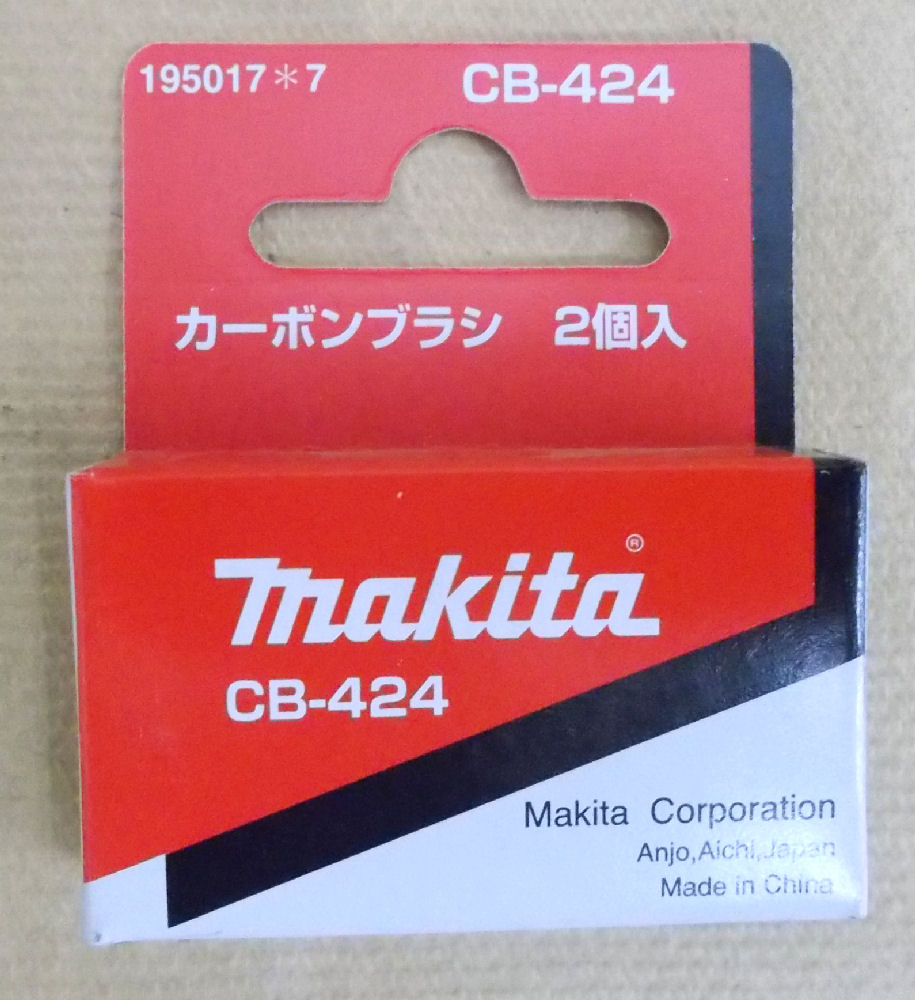 195017＊7 CB-424
カーボンブラシ 2個入
makita®
CB-424
Makita Corporation
Anjo,Aichi,Japan
Made in China